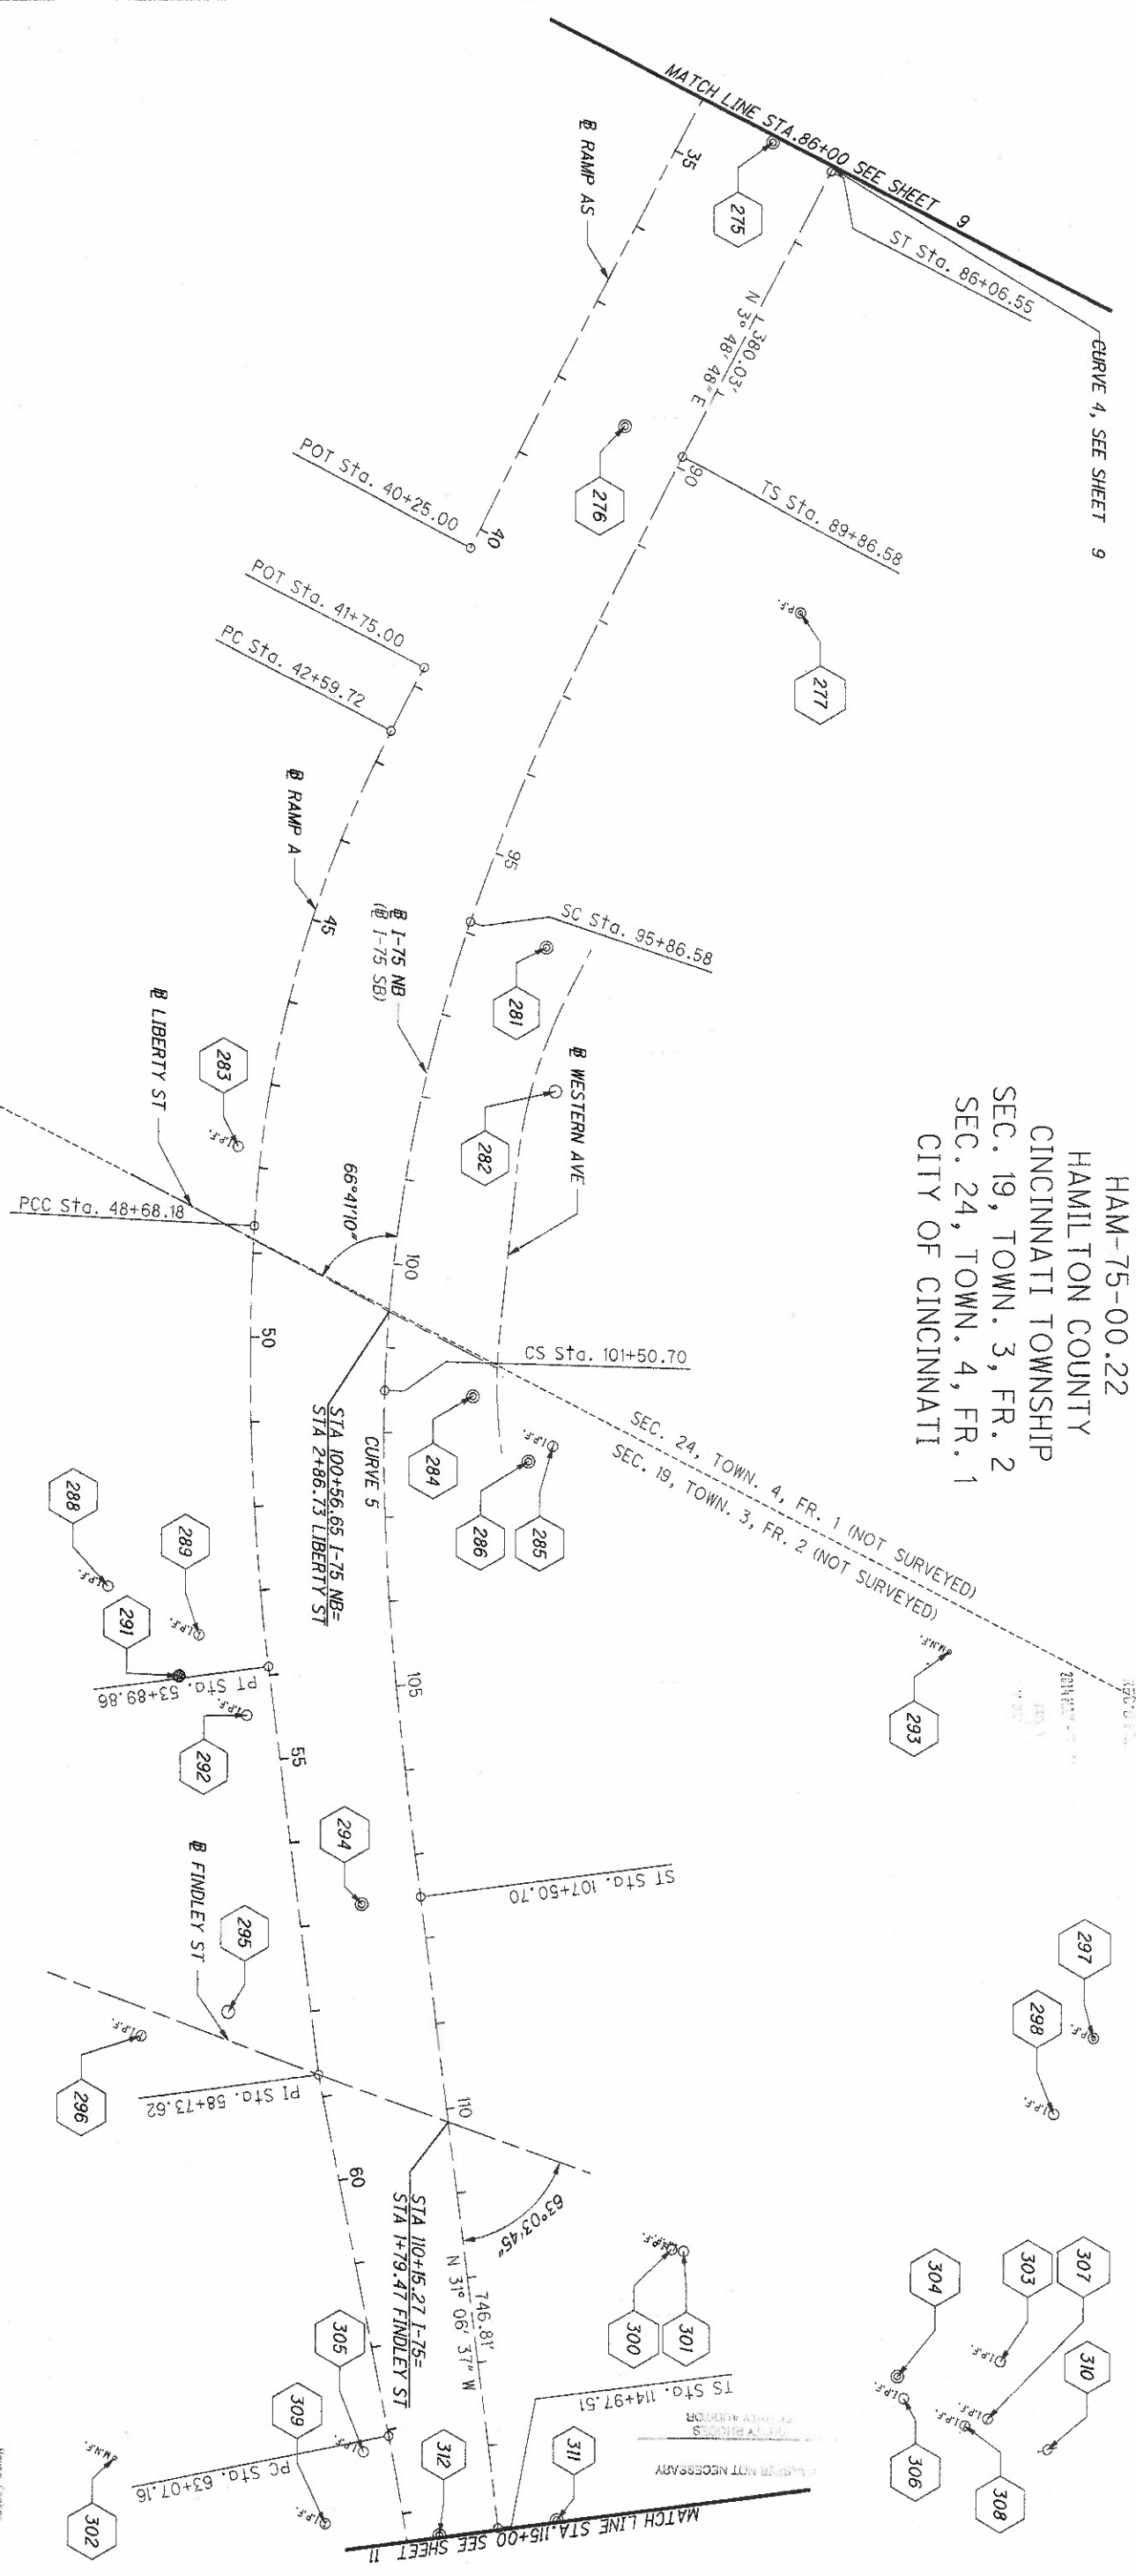 HAM-75-00.22
HAMILTON COUNTY
CINCINNATI TOWNSHIP
SEC. 19, TOWN. 3, FR. 2
SEC. 24, TOWN. 4, FR. 1
CITY OF CINCINNATI
MATCH LINE STA.86+00 SEE SHEET 9
CURVE 4, SEE SHEET 9
ST Sta. 86+06.55
275
35
RAMP AS
380.03'
N 3° 48' 48" E
276
90
TS Sta. 89+86.58
277
I.P.F.
POT Sta. 40+25.00
40
POT Sta. 41+75.00
PC Sta. 42+59.72
RAMP A
45
95
SC Sta. 95+86.58
I-75 NB
( I-75 SB)
281
282
WESTERN AVE
283
I.P.F.
LIBERTY ST
PCC Sta. 48+68.18
66°41'10"
100
50
CS Sta. 101+50.70
STA 100+56.65 I-75 NB=
STA 2+86.73 LIBERTY ST
CURVE 5
284
285
I.P.F.
286
SEC. 24, TOWN. 4, FR. 1 (NOT SURVEYED)
SEC. 19, TOWN. 3, FR. 2 (NOT SURVEYED)
288
I.P.F.
289
I.P.F.
291
PT Sta. 53+89.86
292
I.P.F.
55
105
293
M.N.F.
294
ST Sta. 107+50.70
FINDLEY ST
295
296
I.P.F.
PI Sta. 58+73.62
297
I.P.F.
298
I.P.F.
110
60
63°03'45"
STA 110+15.27 I-75=
STA 1+79.47 FINDLEY ST
746.81'
N 31° 06' 37" W
300
301
303
I.P.F.
304
307
I.P.F.
310
306
I.P.F.
308
I.P.F.
305
I.P.F.
309
I.P.F.
PC Sta. 63+07.16
302
M.N.F.
312
311
TS Sta. 114+97.51
NOT NECESSARY
MATCH LINE STA.115+00 SEE SHEET 11